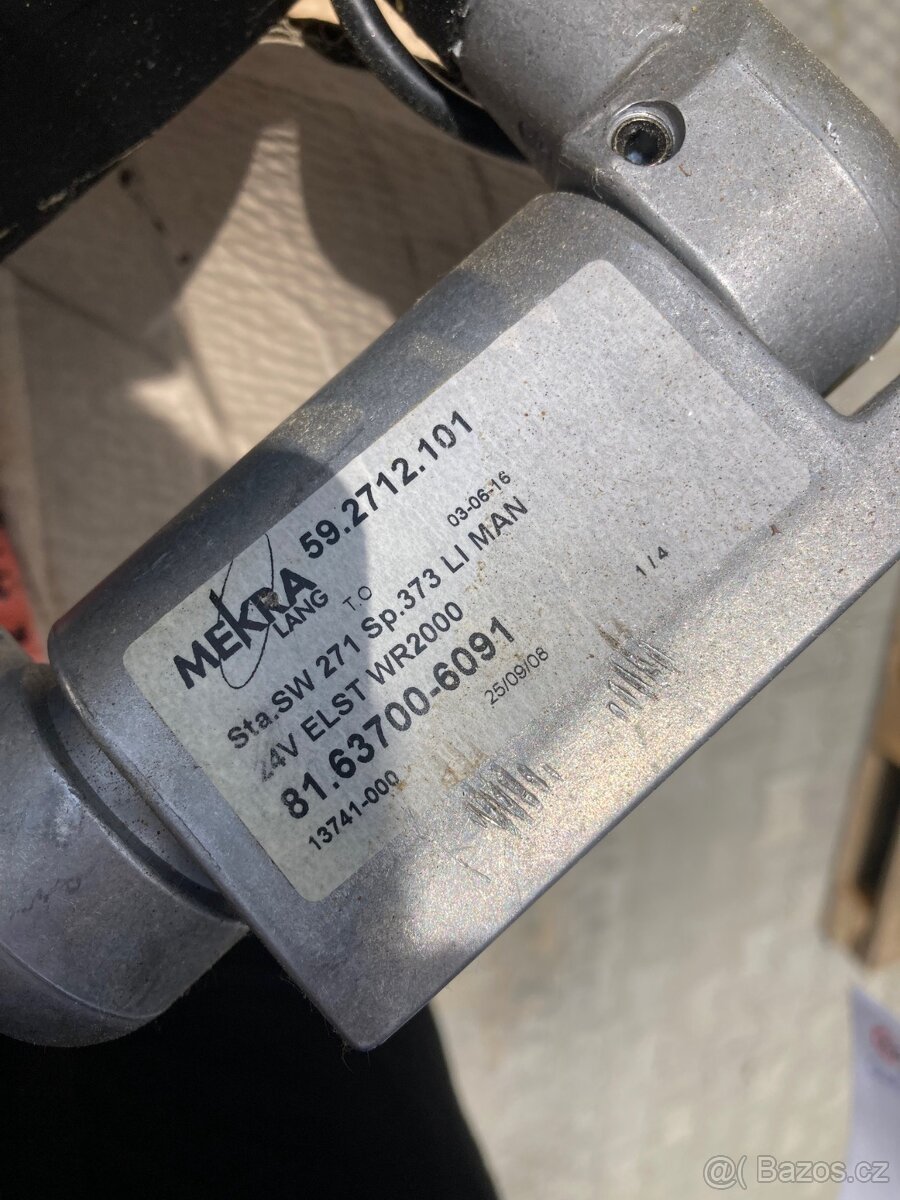 MEKRA
LANG
59.2712.101
T.O
03-06-16
Sta.SW 271 Sp.373 LI MAN
24V ELST WR2000
1 / 4
81.63700-6091
13741-000
25/09/08
@( Bazos.cz